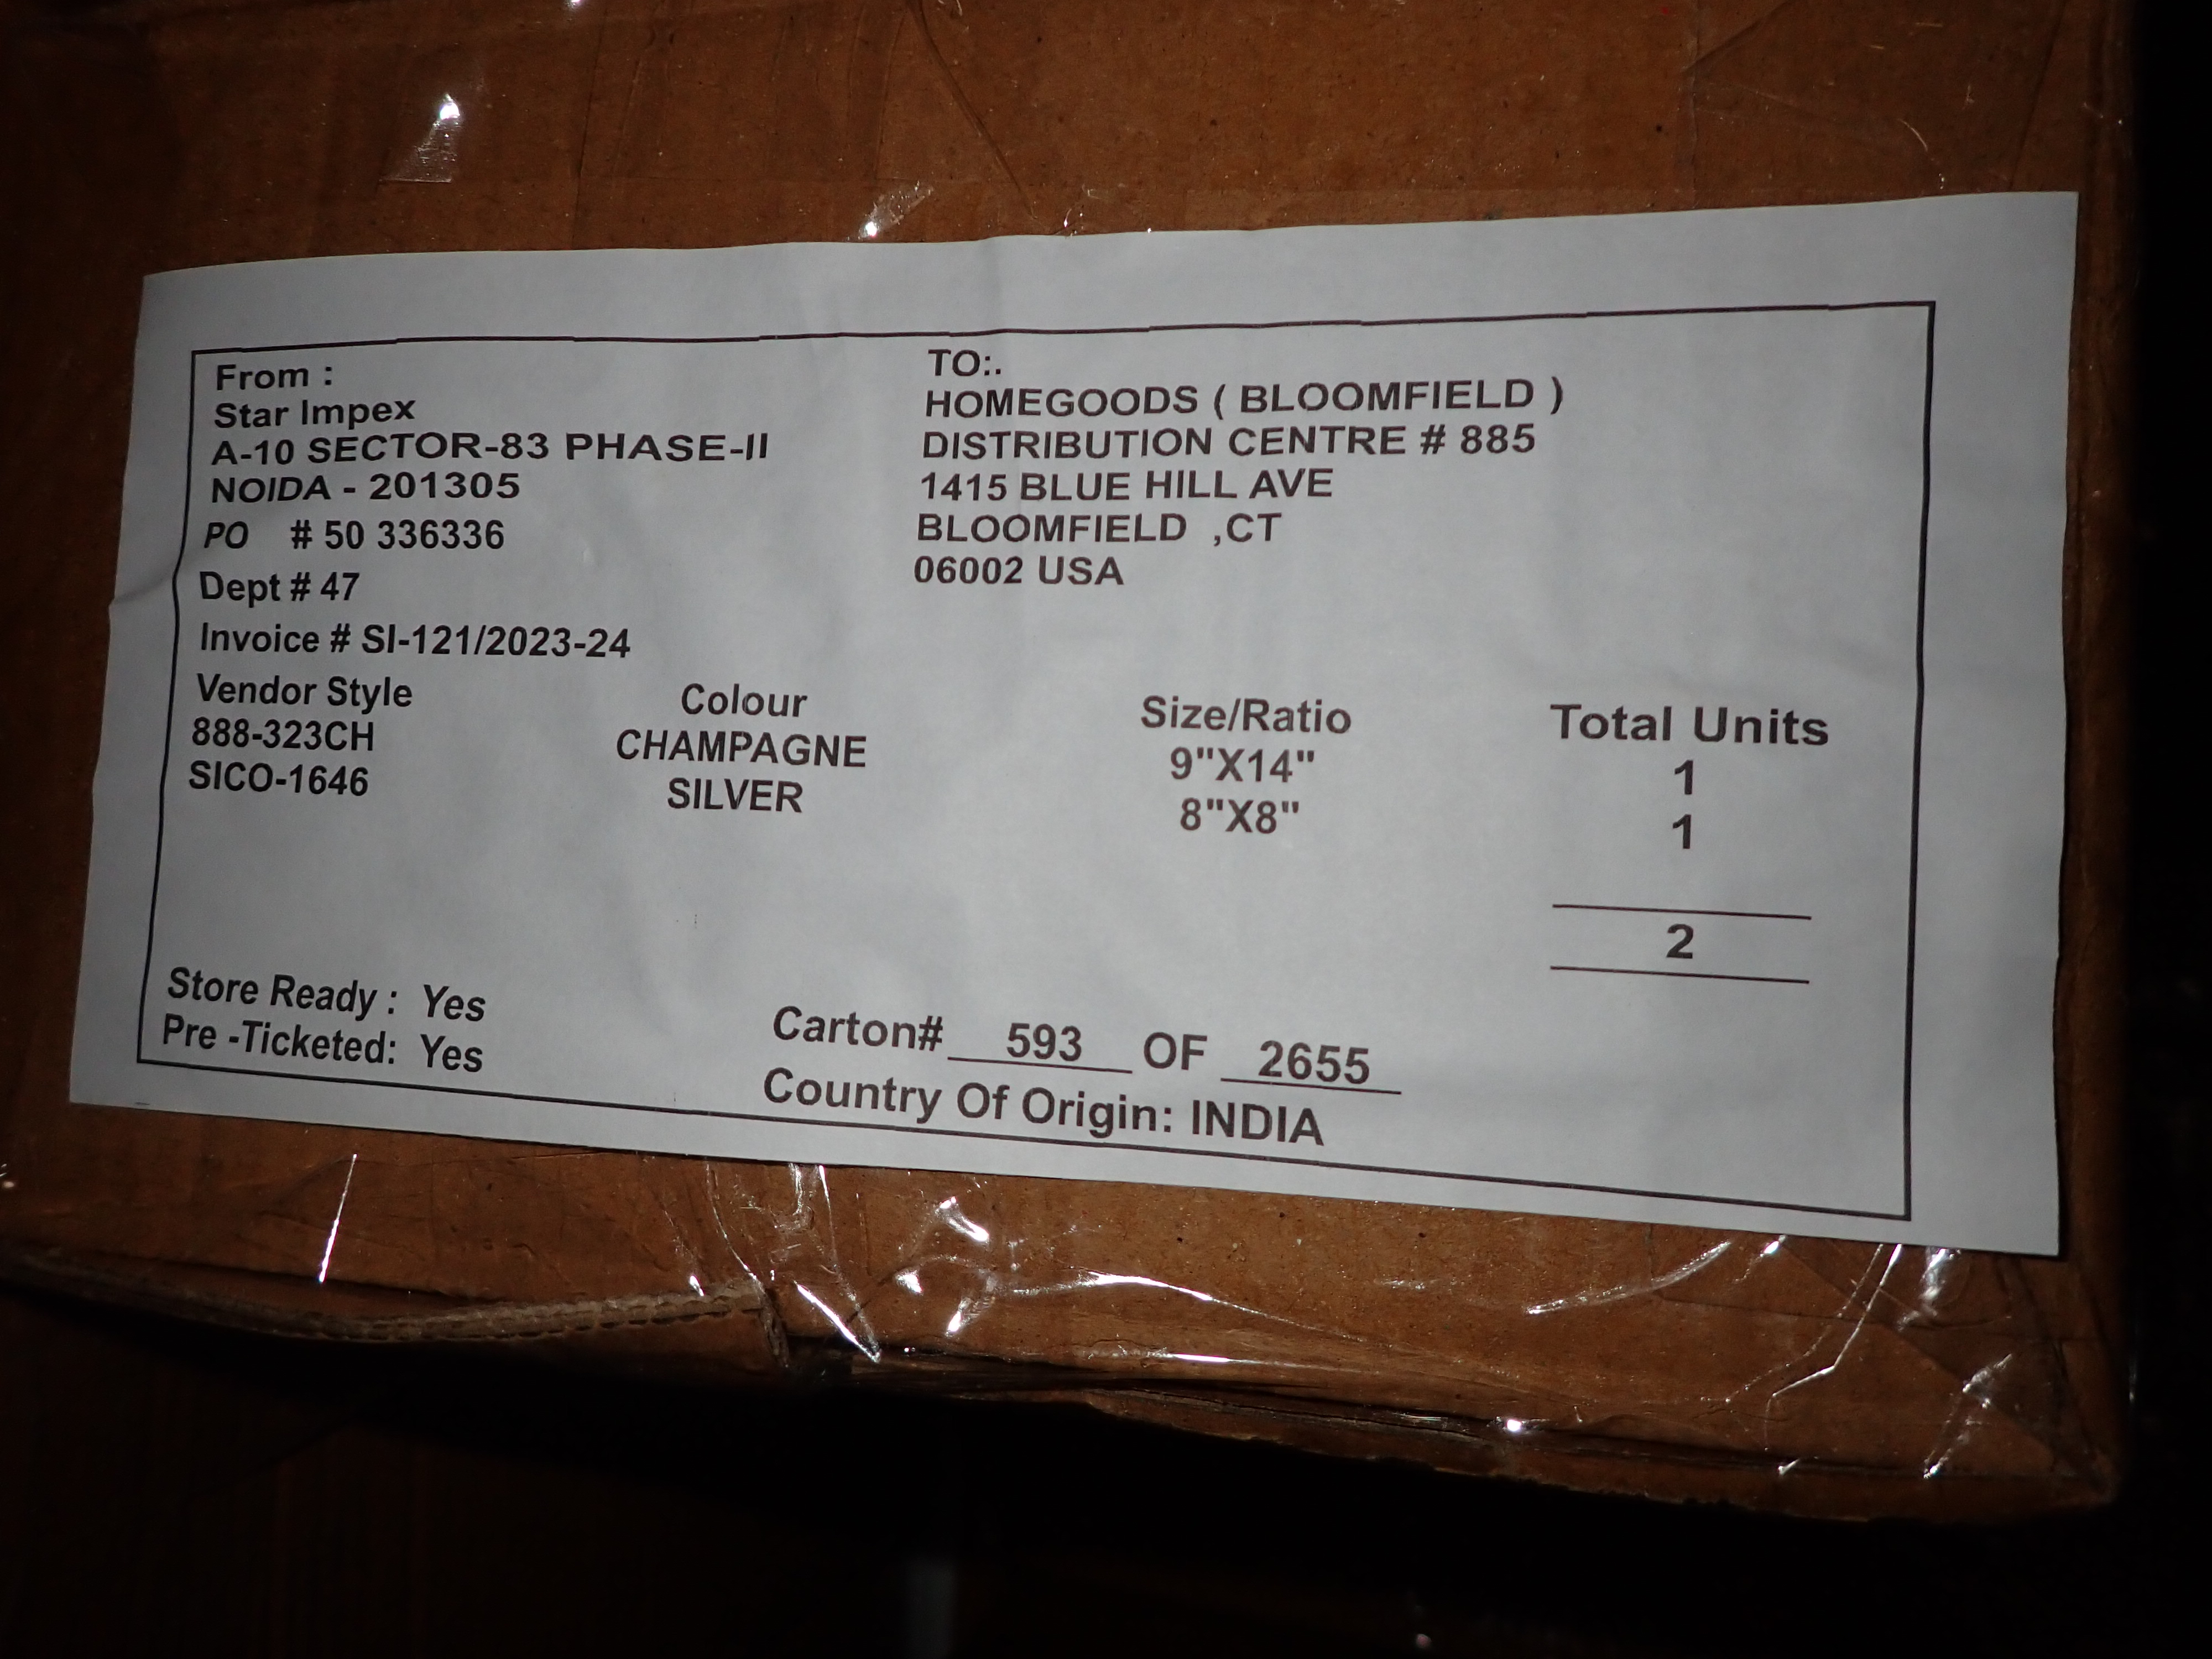 From :
Star Impex
A-10 SECTOR-83 PHASE-II
NOIDA - 201305
PO # 50 336336
Dept # 47
Invoice # SI-121/2023-24
TO:.
HOMEGOODS ( BLOOMFIELD )
DISTRIBUTION CENTRE # 885
1415 BLUE HILL AVE
BLOOMFIELD ,CT
06002 USA
Vendor Style Colour Size/Ratio Total Units
888-323CH CHAMPAGNE 9"X14" 1
SICO-1646 SILVER 8"X8" 1
2
Store Ready : Yes Carton# 593 OF 2655
Pre -Ticketed: Yes Country Of Origin: INDIA